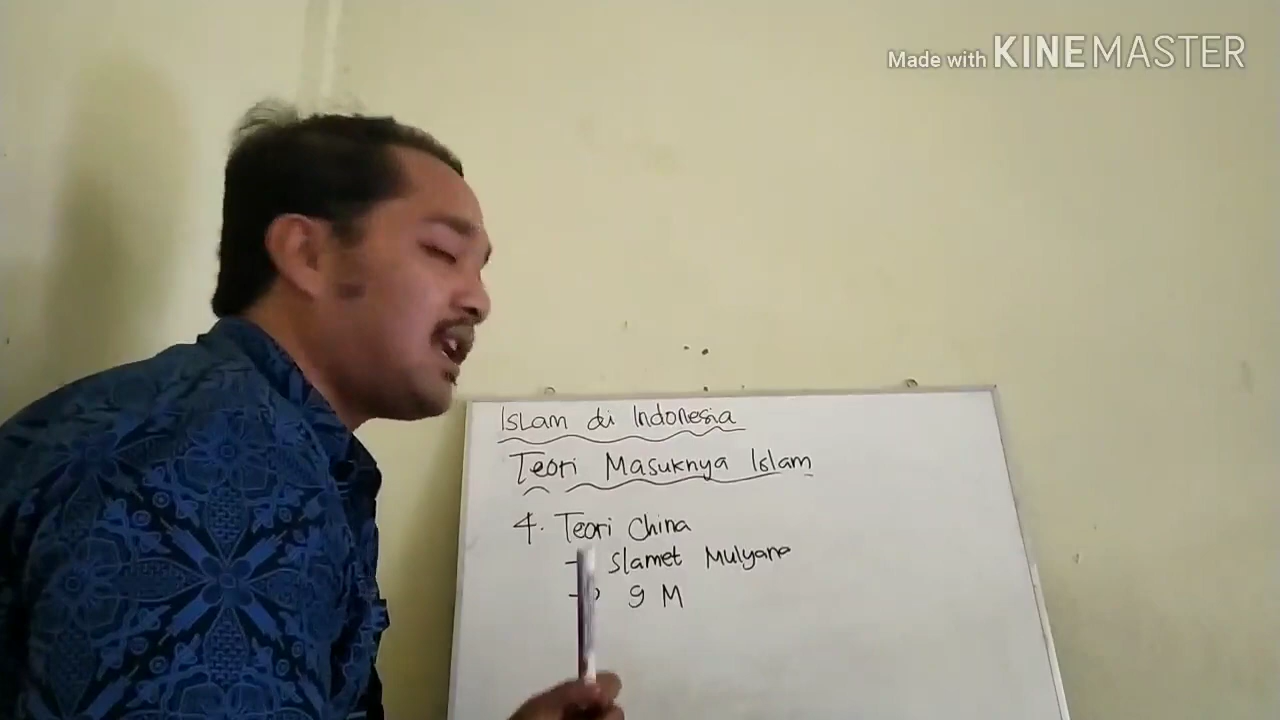 Made with KINEMASTER
Islam di Indonesia
Teori Masuknya Islam
4. Teori China
→ Slamet Mulyana
→ 9 M